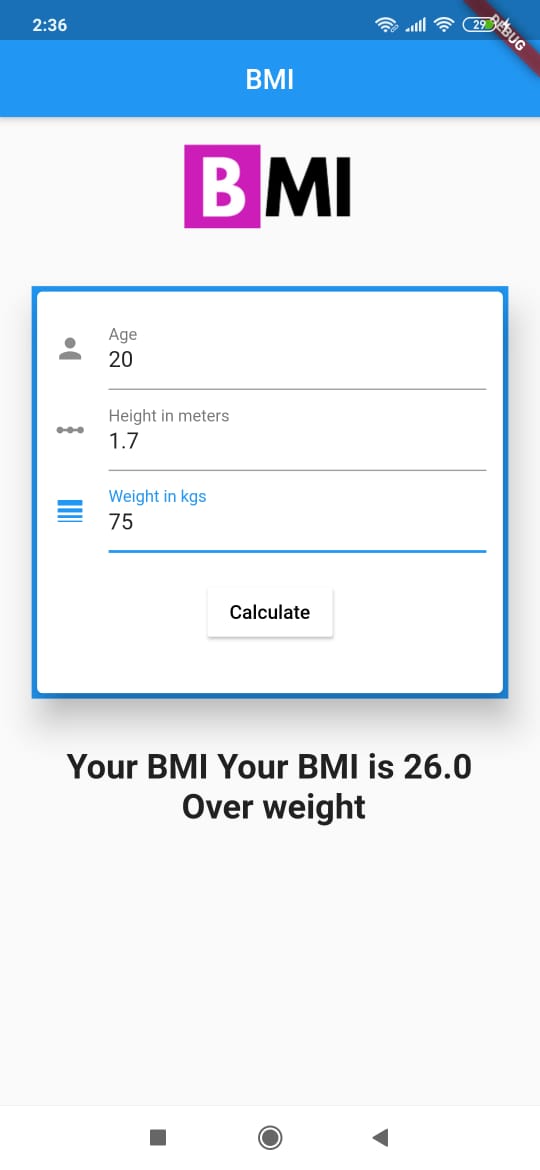 2:36
29
DEBUG
BMI
BMI
Age
20
Height in meters
1.7
Weight in kgs
75
Calculate
Your BMI Your BMI is 26.0
Over weight